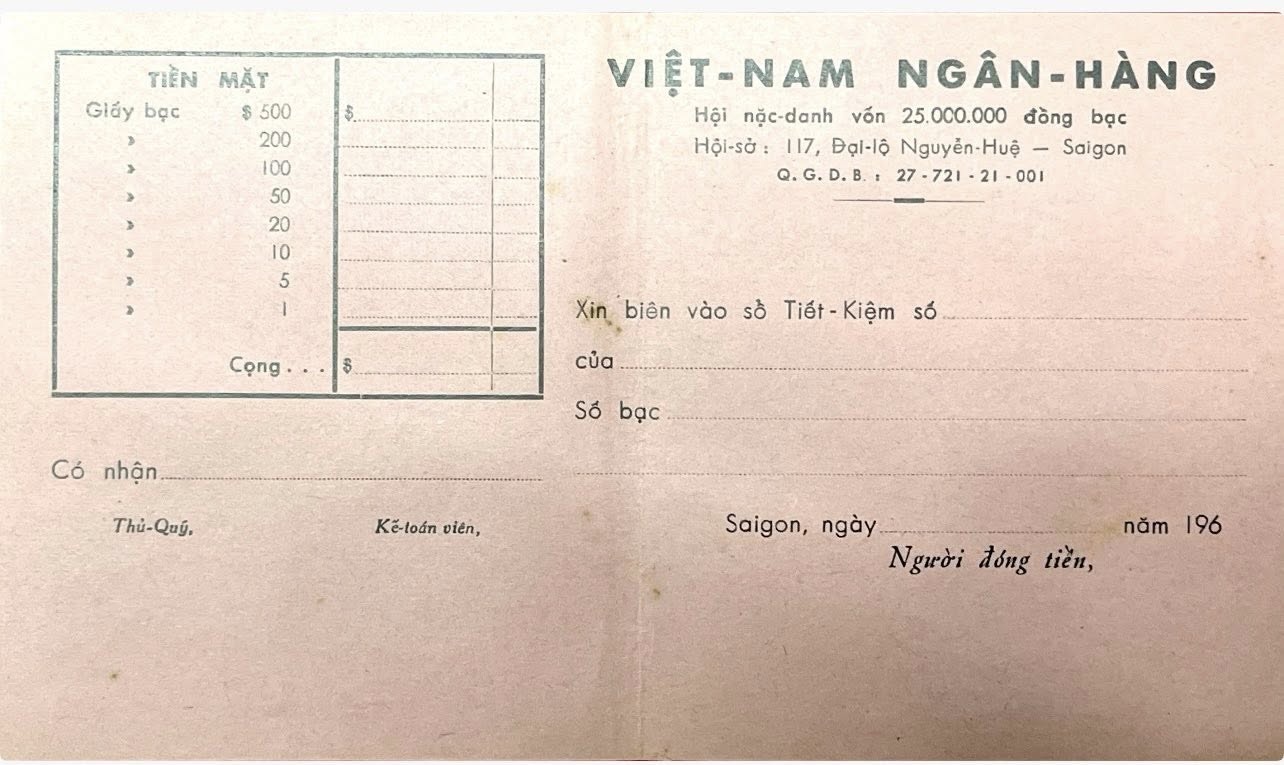 TIỀN MẶT
Giấy bạc $ 500 $
» 200
» 100
» 50
» 20
» 10
» 5
» 1
Cọng . . . $
Có nhận
Thủ-Quỹ, Kẽ-toán viên,
VIỆT-NAM NGÂN-HÀNG
Hội nặc-danh vốn 25.000.000 đồng bạc
Hội-sở : 117, Đại-lộ Nguyễn-Huệ — Saigon
Q. G. D. B. : 27 - 721 - 21 - 001
Xin biên vào sổ Tiết-Kiệm số
của
Số bạc
Saigon, ngày năm 196
Người đóng tiền,